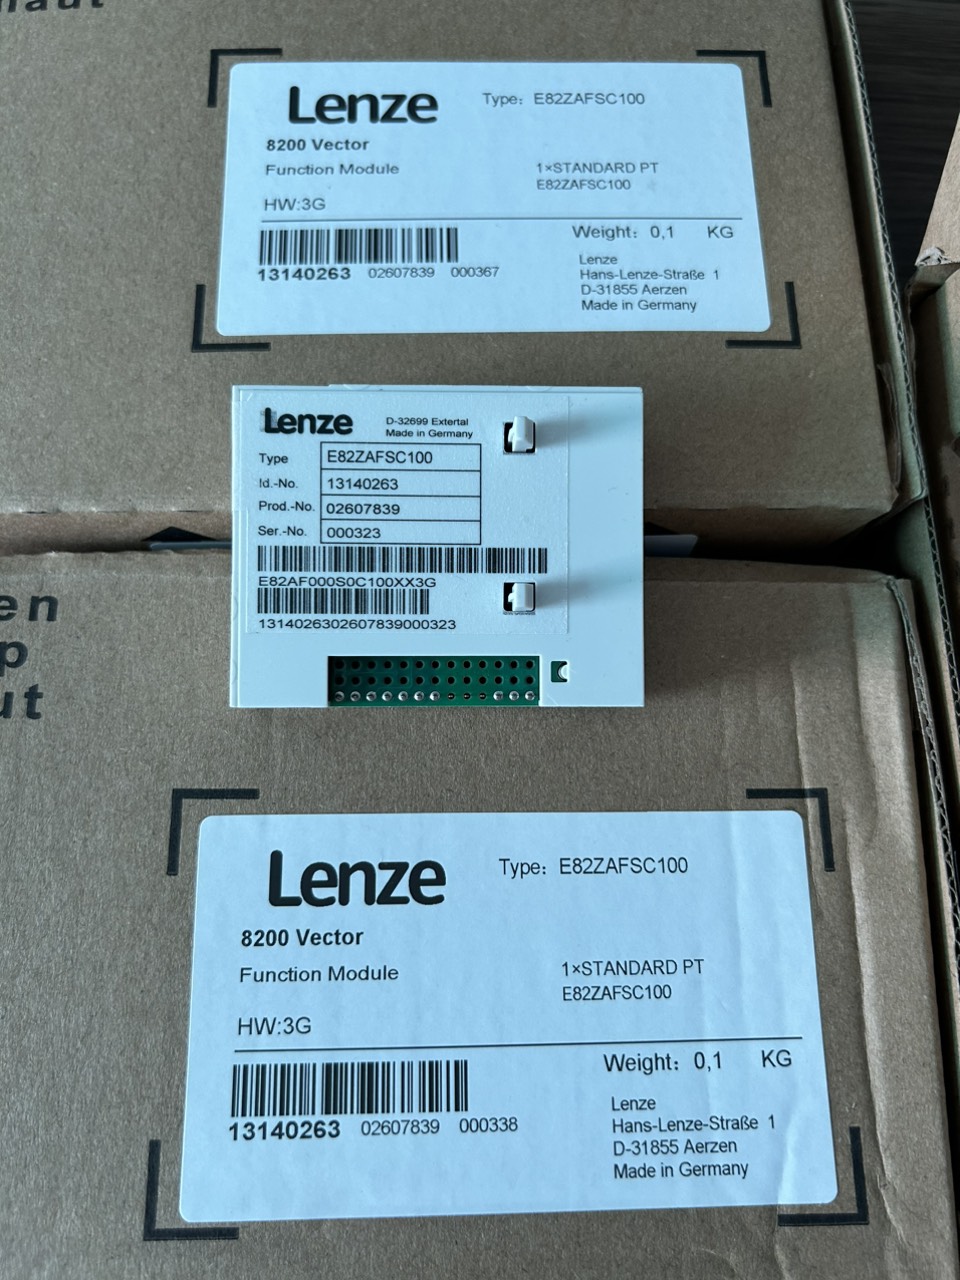 Lenze
Type: E82ZAFSC100
8200 Vector
Function Module
1×STANDARD PT
E82ZAFSC100
HW:3G
Weight: 0,1 KG
13140263 02607839 000367
Lenze
Hans-Lenze-Straße 1
D-31855 Aerzen
Made in Germany
Lenze
D-32699 Extertal
Made in Germany
Type E82ZAFSC100
Id.-No. 13140263
Prod.-No. 02607839
Ser.-No. 000323
E82AF000S0C100XX3G
1314026302607839000323
en
p
ut
Lenze
Type: E82ZAFSC100
8200 Vector
Function Module
1×STANDARD PT
E82ZAFSC100
HW:3G
Weight: 0,1 KG
13140263 02607839 000338
Lenze
Hans-Lenze-Straße 1
D-31855 Aerzen
Made in Germany